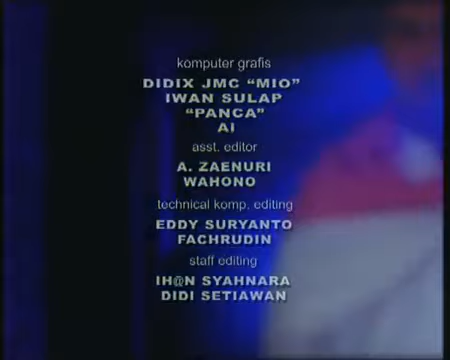 komputer grafis
DIDIX JMC "MIO"
IWAN SULAP
"PANCA"
AI
asst. editor
A. ZAENURI
WAHONO
technical komp. editing
EDDY SURYANTO
FACHRUDIN
staff editing
IH@N SYAHNARA
DIDI SETIAWAN